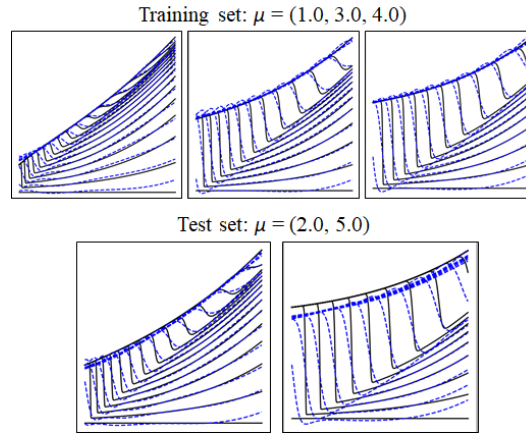 Training set: μ = (1.0, 3.0, 4.0)
Test set: μ = (2.0, 5.0)